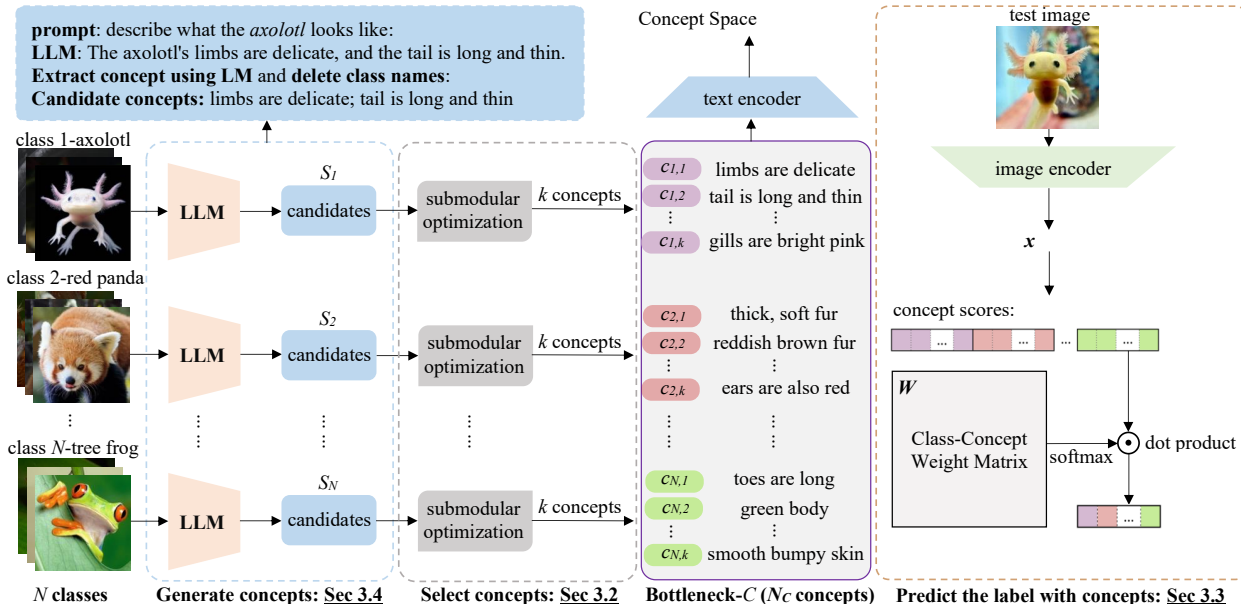 prompt: describe what the axolotl looks like:
LLM: The axolotl's limbs are delicate, and the tail is long and thin.
Extract concept using LM and delete class names:
Candidate concepts: limbs are delicate; tail is long and thin
class 1-axolotl
LLM
S1
candidates
submodular
optimization
k concepts
class 2-red panda
LLM
S2
candidates
submodular
optimization
k concepts
⋮
⋮
⋮
⋮
class N-tree frog
LLM
SN
candidates
submodular
optimization
k concepts
Concept Space
text encoder
c1,1 limbs are delicate
c1,2 tail is long and thin
⋮ ⋮
c1,k gills are bright pink
c2,1 thick, soft fur
c2,2 reddish brown fur
⋮ ⋮
c2,k ears are also red
⋮ ⋮
cN,1 toes are long
cN,2 green body
⋮ ⋮
cN,k smooth bumpy skin
test image
image encoder
x
concept scores:
... ... ... ...
W
Class-Concept
Weight Matrix
softmax
dot product
...
N classes
Generate concepts: Sec 3.4
Select concepts: Sec 3.2
Bottleneck-C (NC concepts)
Predict the label with concepts: Sec 3.3